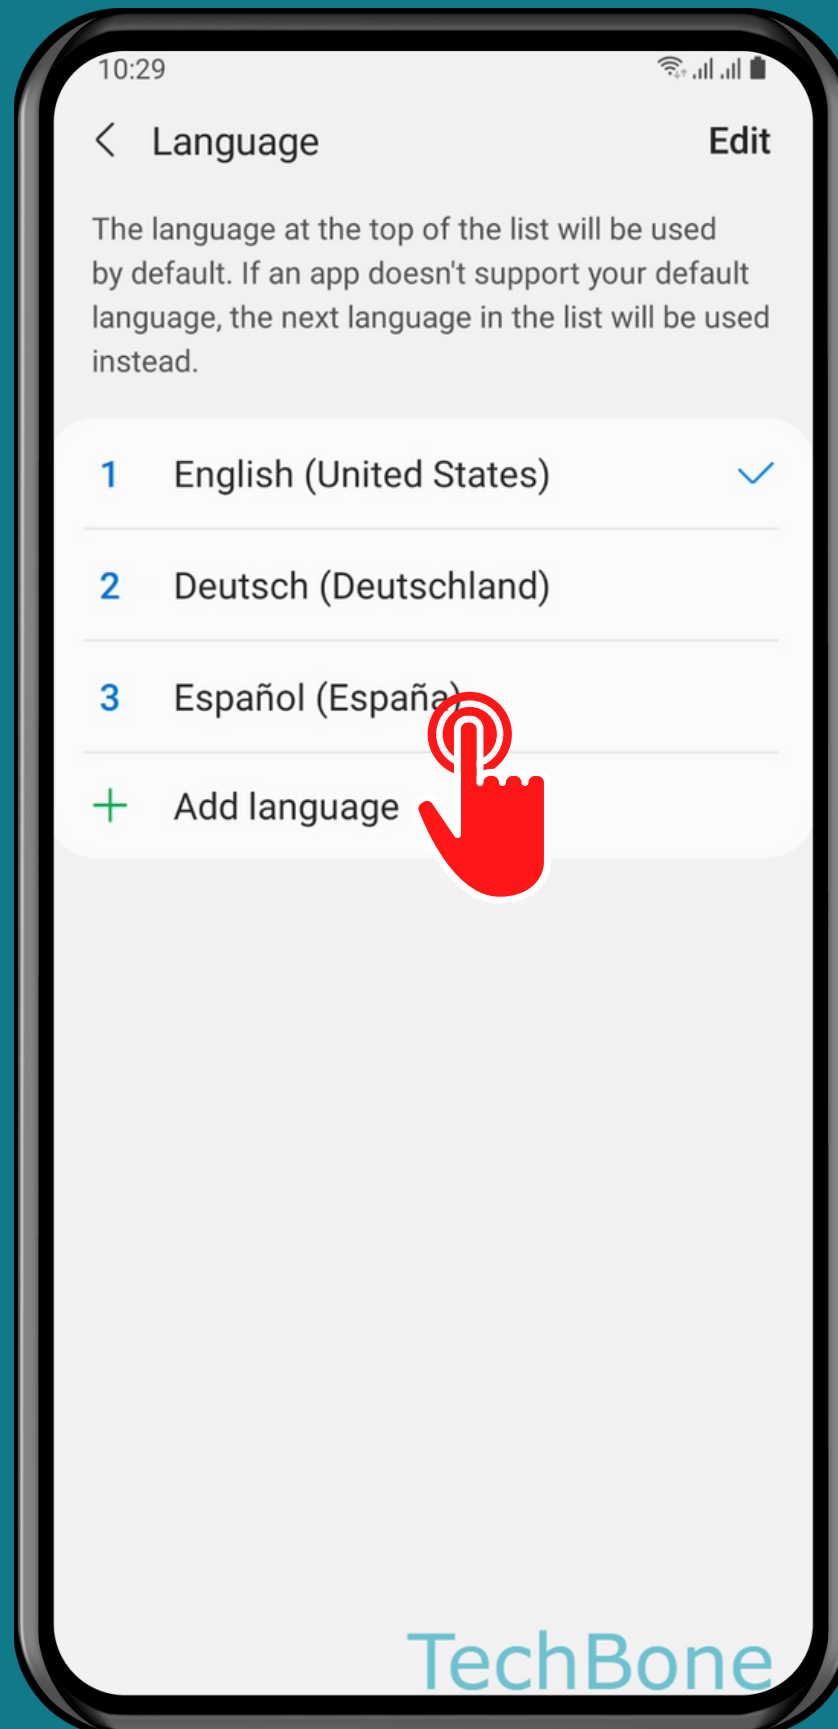 10:29
Language
Edit
The language at the top of the list will be used
by default. If an app doesn't support your default
language, the next language in the list will be used
instead.
1 English (United States)
2 Deutsch (Deutschland)
3 Español (España)
Add language
TechBone